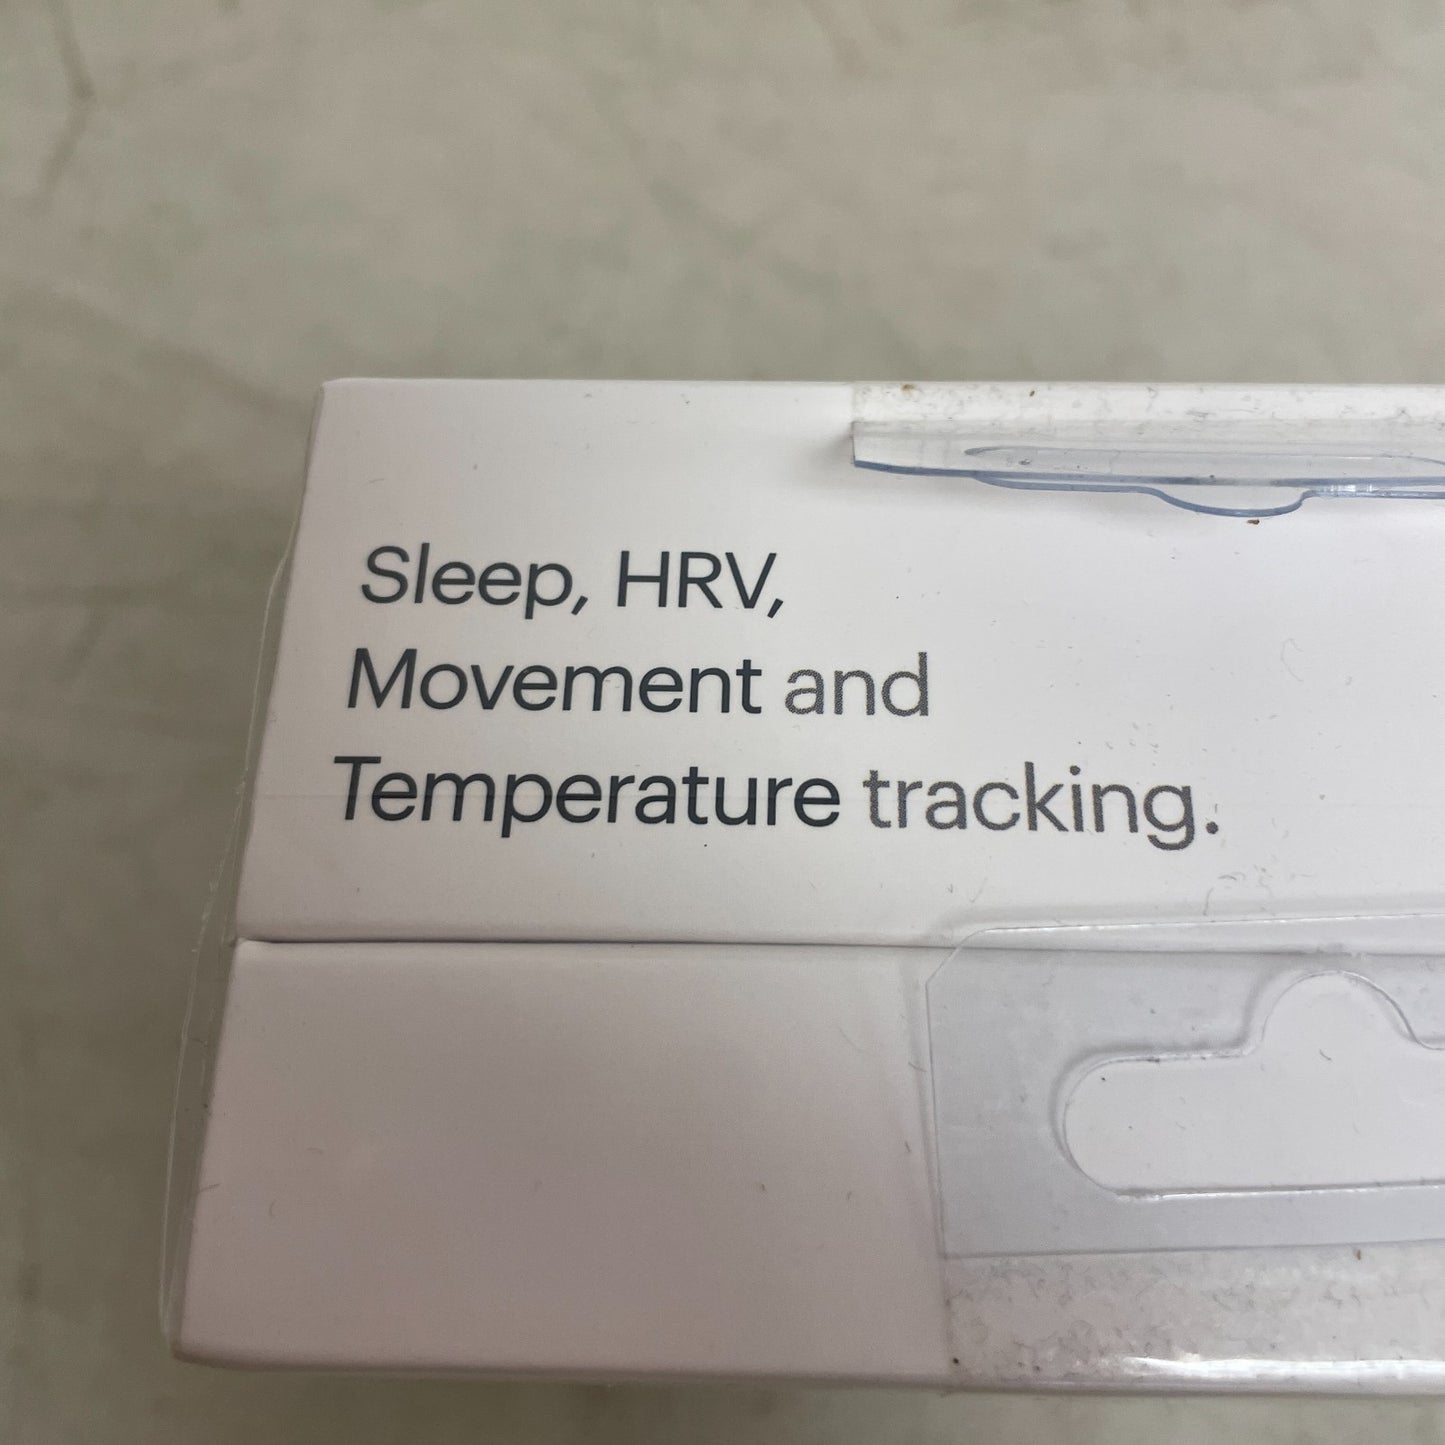 Sleep, HRV,
Movement and
Temperature tracking.